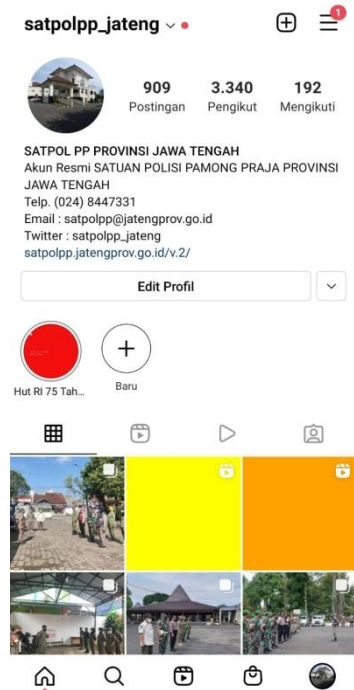 satpolpp_jateng
1
909 3.340 192
Postingan Pengikut Mengikuti
SATPOL PP PROVINSI JAWA TENGAH
Akun Resmi SATUAN POLISI PAMONG PRAJA PROVINSI
JAWA TENGAH
Telp. (024) 8447331
Email : satpolpp@jatengprov.go.id
Twitter : satpolpp_jateng
satpolpp.jatengprov.go.id/v.2/
Edit Profil
Hut RI 75 Tah...
Baru